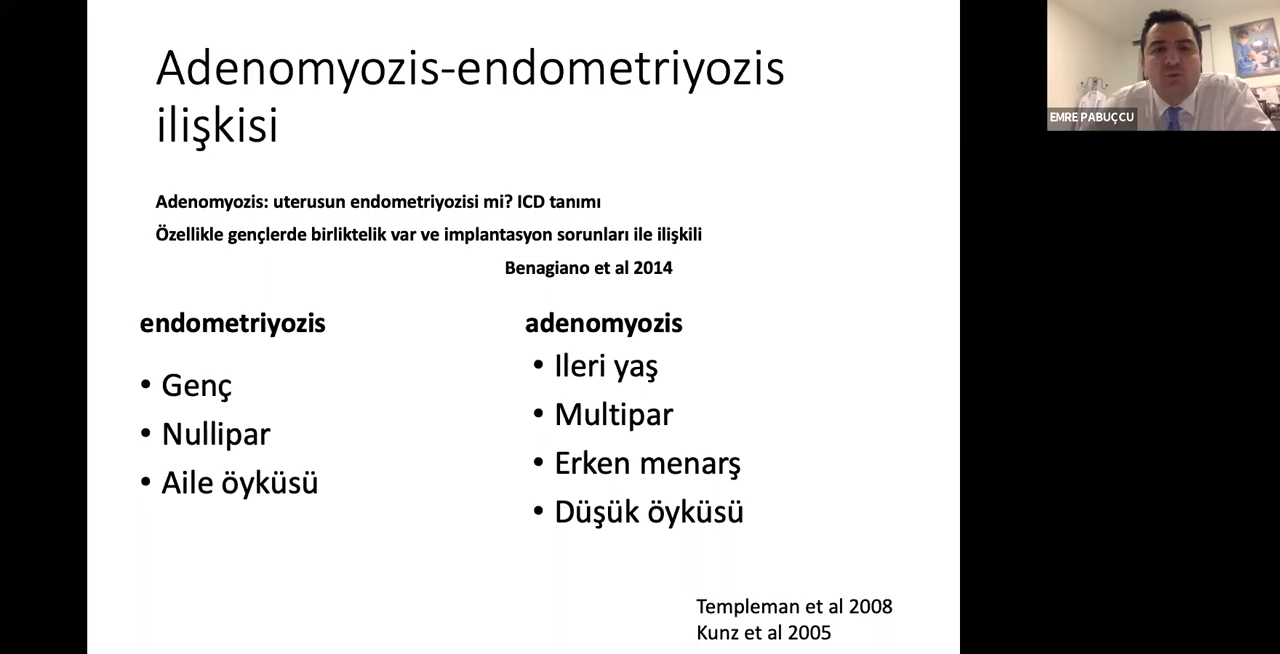 Adenomyozis-endometriyozis
ilişkisi
EMRE PABUÇCU
Adenomyozis: uterusun endometriyozisi mi? ICD tanımı
Özellikle gençlerde birliktelik var ve implantasyon sorunları ile ilişkili
Benagiano et al 2014
endometriyozis
• Genç
• Nullipar
• Aile öyküsü
adenomyozis
• Ileri yaş
• Multipar
• Erken menarş
• Düşük öyküsü
Templeman et al 2008
Kunz et al 2005